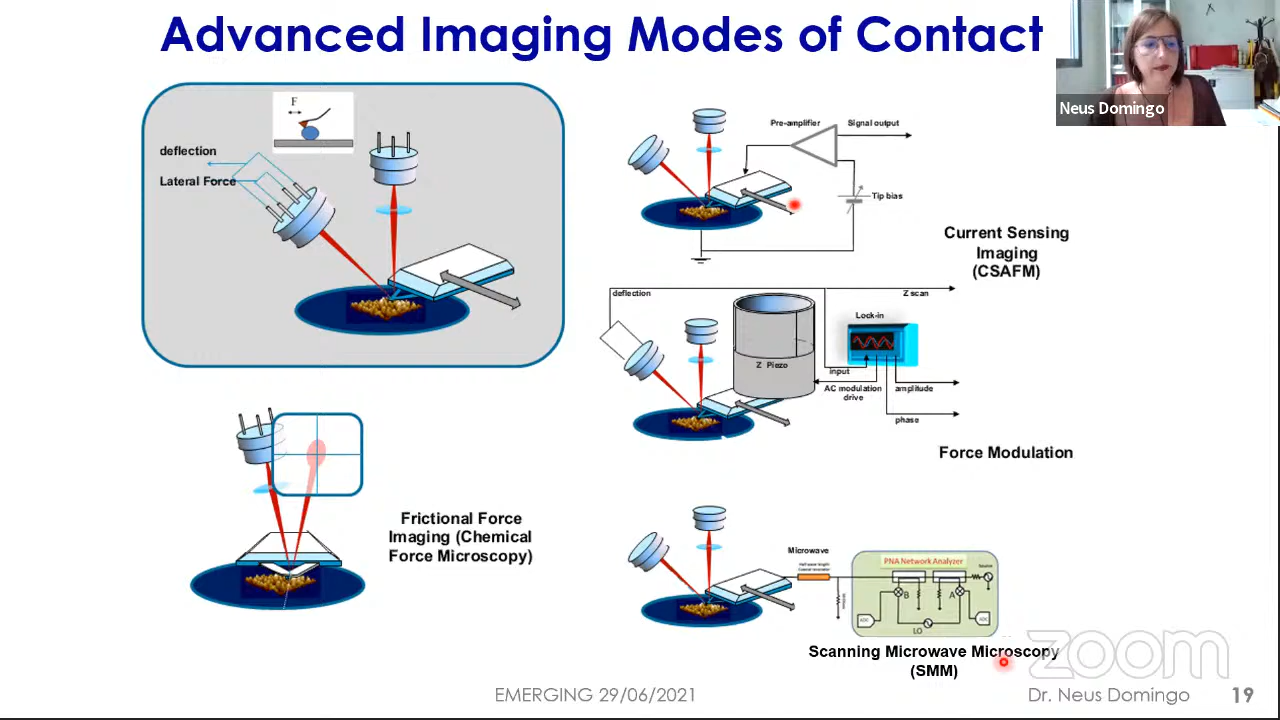 Advanced Imaging Modes of Contact
Neus Domingo
F
deflection
Lateral Force
Pre-amplifier
Signal output
Tip bias
Current Sensing
Imaging
(CSAFM)
deflection
Z scan
Lock-in
Z Piezo
input
AC modulation
drive
amplitude
phase
Force Modulation
Frictional Force
Imaging (Chemical
Force Microscopy)
Microwave
PNA Network Analyzer
Source
B
A
ADC
ADC
LO
Scanning Microwave Microscopy
(SMM)
zoom
EMERGING 29/06/2021
Dr. Neus Domingo
19